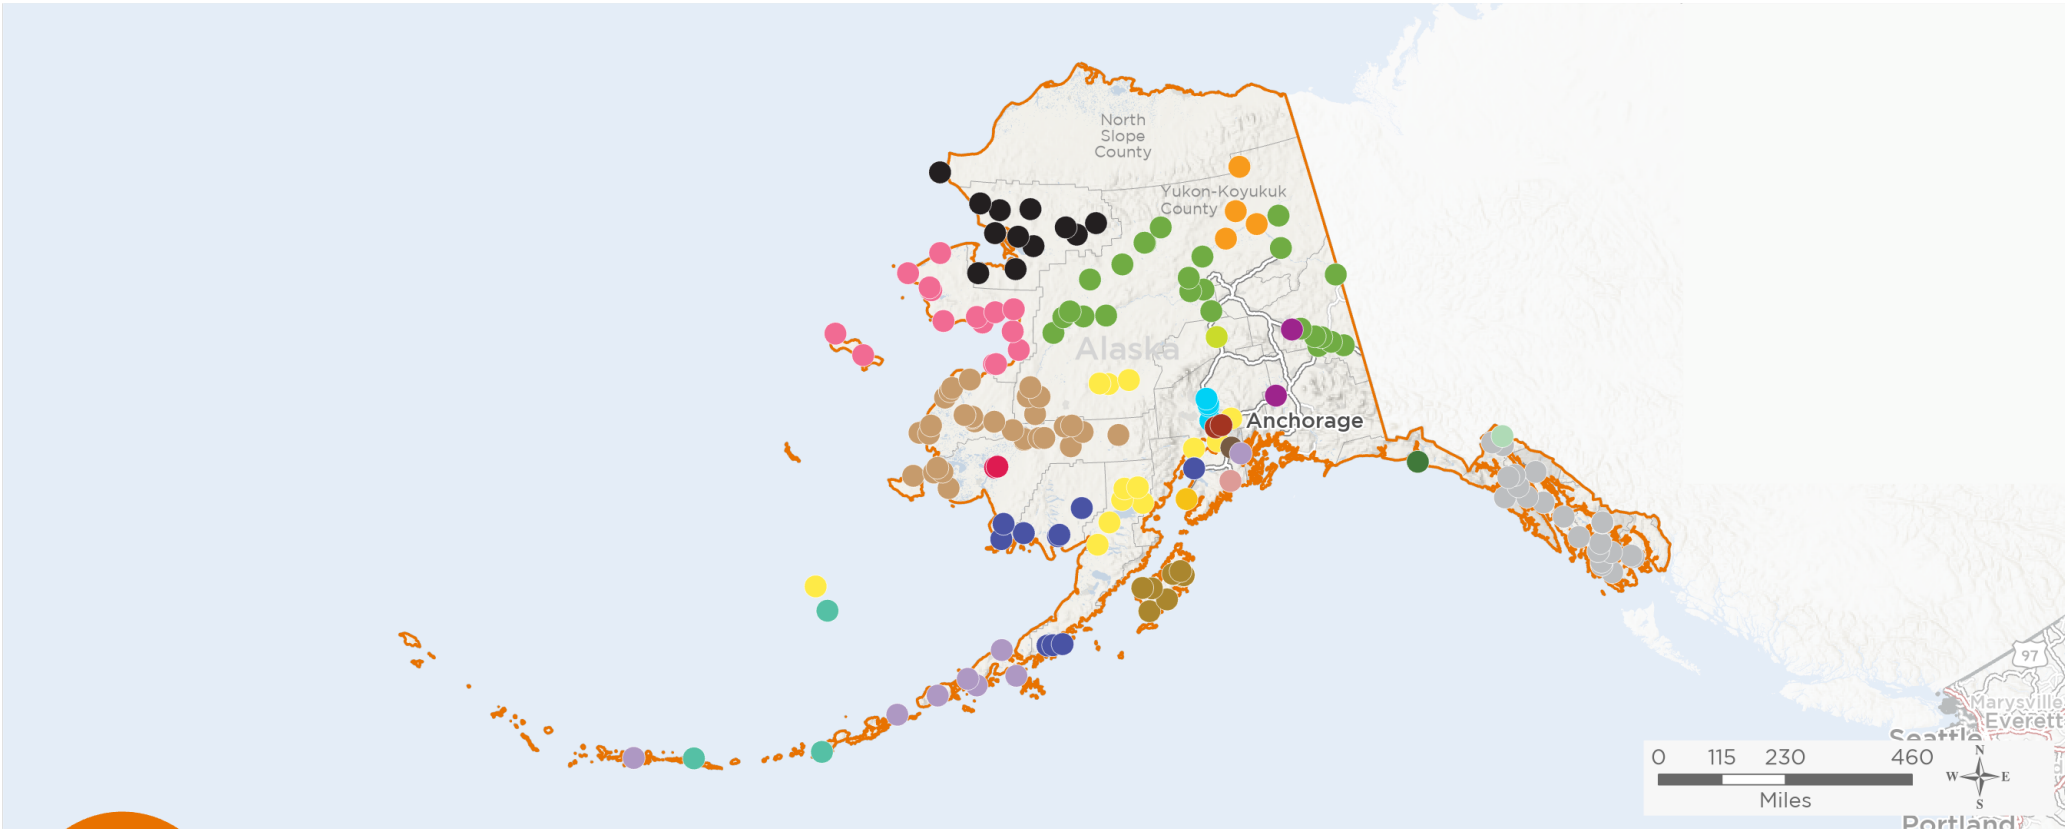 North
Slope
County
Yukon-Koyukuk
County
Alaska
Anchorage
97
Marysville
Everett
Seattle
0 115 230 460
Miles
N
W E
S
Portland